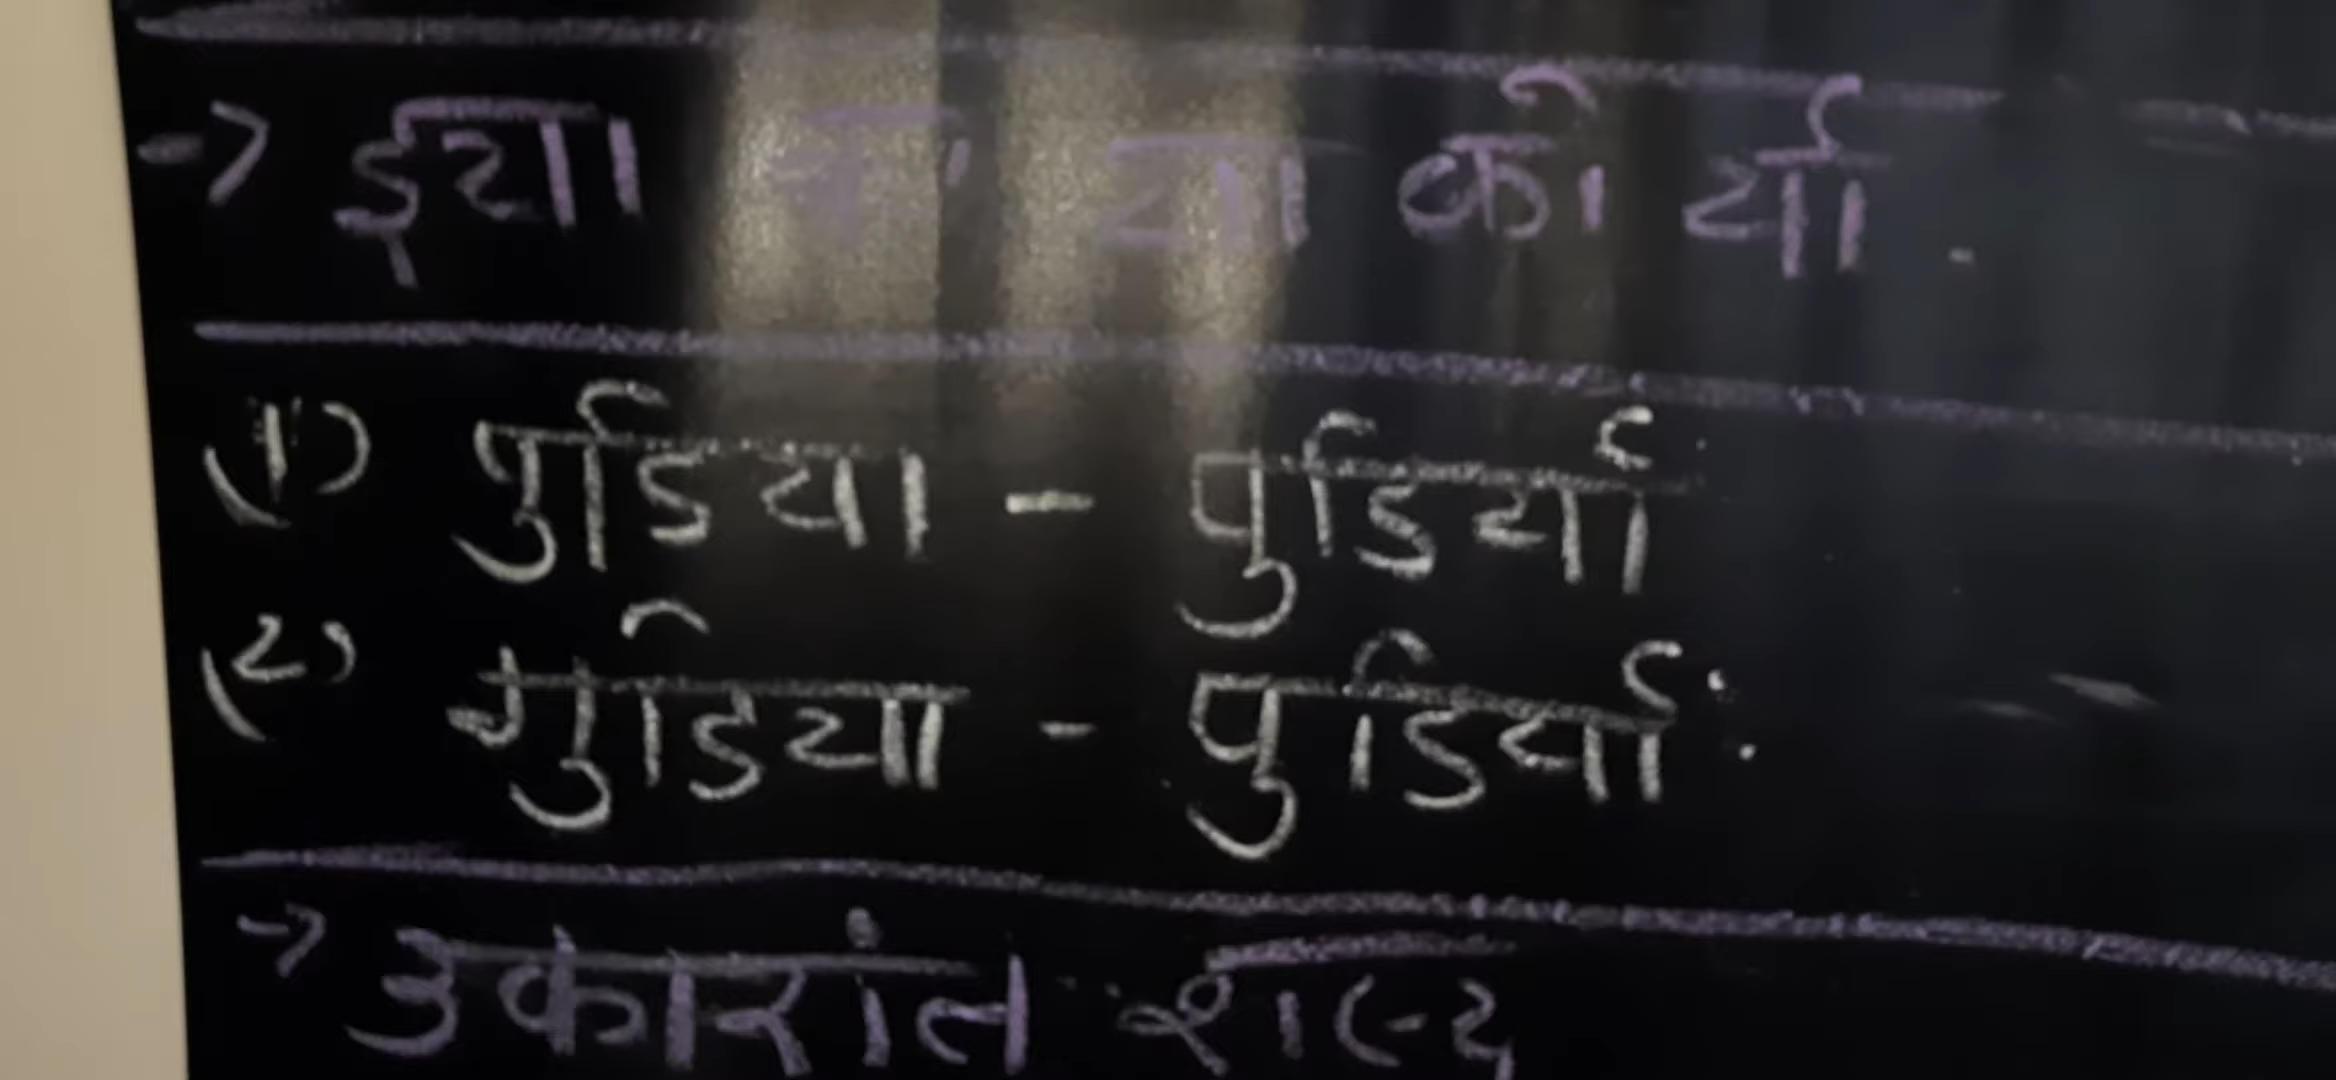 → इया का या को र्या .
(1) पुडिया - पुडियार्
(2) गुडिया - पुडियार् :
→ उकारांत शब्द